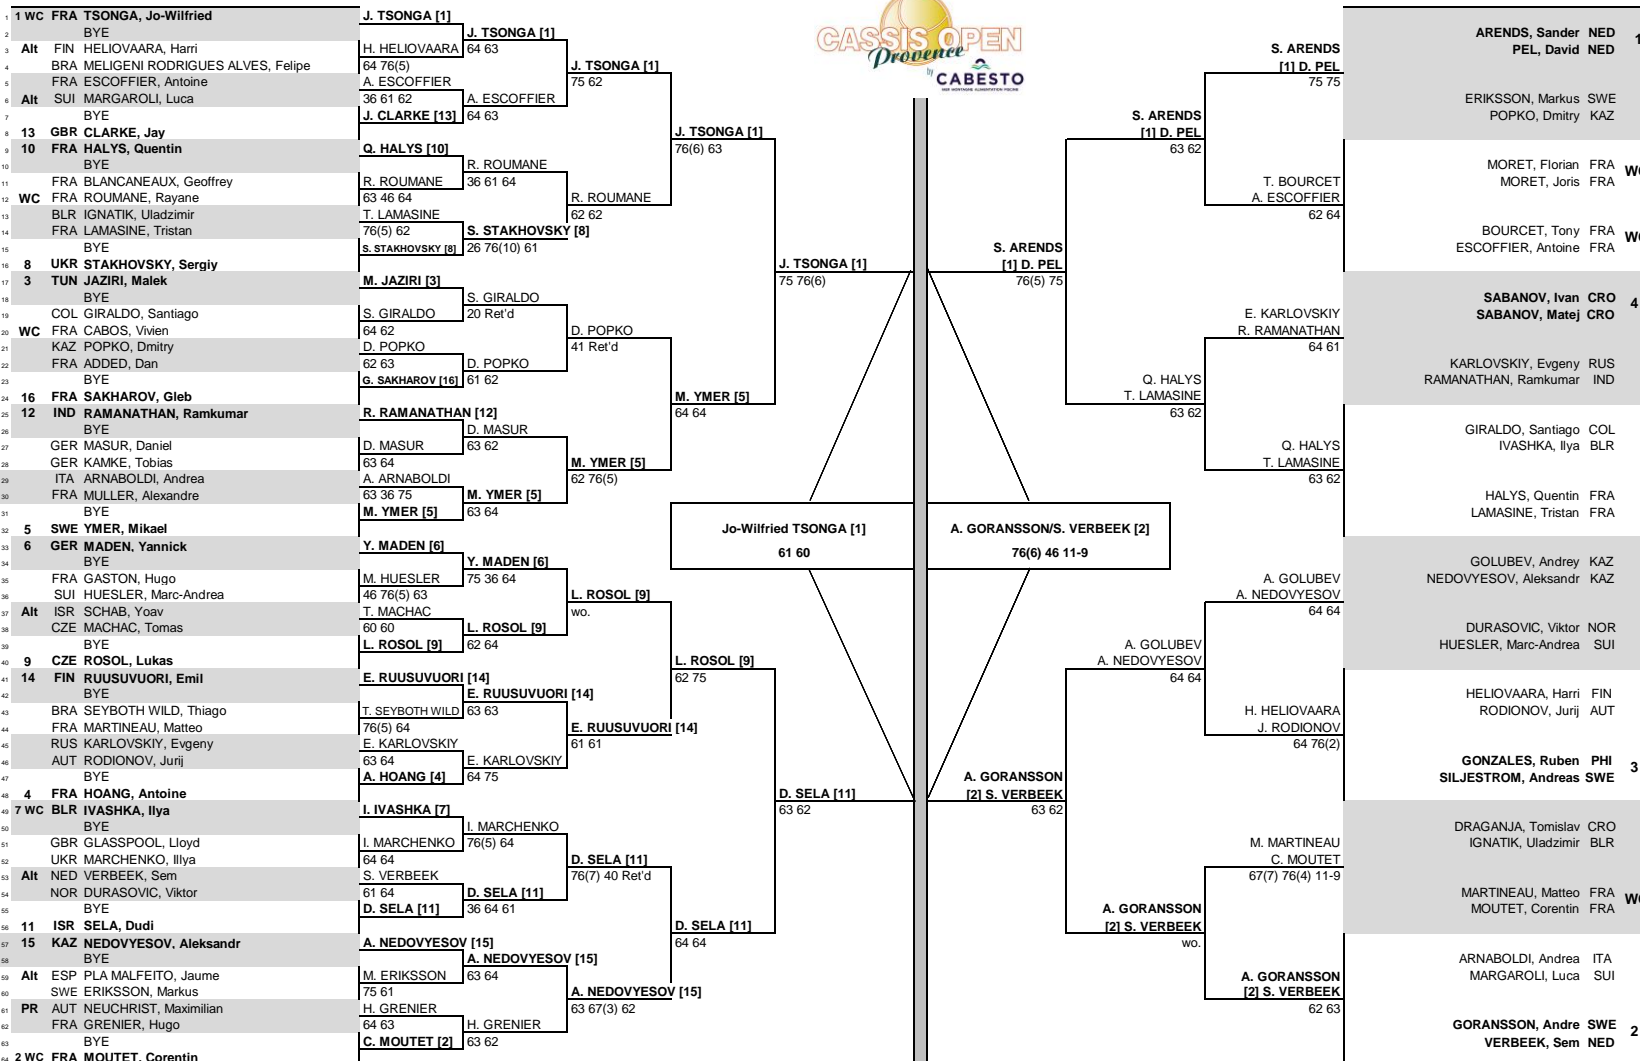 1 1 WC FRA TSONGA, Jo-Wilfried
2 BYE
3 Alt FIN HELIOVAARA, Harri
4 BRA MELIGENI RODRIGUES ALVES, Felipe
5 FRA ESCOFFIER, Antoine
6 Alt SUI MARGAROLI, Luca
7 BYE
8 13 GBR CLARKE, Jay
9 10 FRA HALYS, Quentin
10 BYE
11 FRA BLANCANEAUX, Geoffrey
12 WC FRA ROUMANE, Rayane
13 BLR IGNATIK, Uladzimir
14 FRA LAMASINE, Tristan
15 BYE
16 8 UKR STAKHOVSKY, Sergiy
17 3 TUN JAZIRI, Malek
18 BYE
19 COL GIRALDO, Santiago
20 WC FRA CABOS, Vivien
21 KAZ POPKO, Dmitry
22 FRA ADDED, Dan
23 BYE
24 16 FRA SAKHAROV, Gleb
25 12 IND RAMANATHAN, Ramkumar
26 BYE
27 GER MASUR, Daniel
28 GER KAMKE, Tobias
29 ITA ARNABOLDI, Andrea
30 FRA MULLER, Alexandre
31 BYE
32 5 SWE YMER, Mikael
33 6 GER MADEN, Yannick
34 BYE
35 FRA GASTON, Hugo
36 SUI HUESLER, Marc-Andrea
37 Alt ISR SCHAB, Yoav
38 CZE MACHAC, Tomas
39 BYE
40 9 CZE ROSOL, Lukas
41 14 FIN RUUSUVUORI, Emil
42 BYE
43 BRA SEYBOTH WILD, Thiago
44 FRA MARTINEAU, Matteo
45 RUS KARLOVSKIY, Evgeny
46 AUT RODIONOV, Jurij
47 BYE
48 4 FRA HOANG, Antoine
49 7 WC BLR IVASHKA, Ilya
50 BYE
51 GBR GLASSPOOL, Lloyd
52 UKR MARCHENKO, Illya
53 Alt NED VERBEEK, Sem
54 NOR DURASOVIC, Viktor
55 BYE
56 11 ISR SELA, Dudi
57 15 KAZ NEDOVYESOV, Aleksandr
58 BYE
59 Alt ESP PLA MALFEITO, Jaume
60 SWE ERIKSSON, Markus
61 PR AUT NEUCHRIST, Maximilian
62 FRA GRENIER, Hugo
63 BYE
64 2 WC FRA MOUTET, Corentin
J. TSONGA [1]
H. HELIOVAARA
64 76(5)
A. ESCOFFIER
36 61 62
J. CLARKE [13]
Q. HALYS [10]
R. ROUMANE
63 46 64
T. LAMASINE
76(5) 62
S. STAKHOVSKY [8]
M. JAZIRI [3]
S. GIRALDO
64 62
D. POPKO
62 63
G. SAKHAROV [16]
R. RAMANATHAN [12]
D. MASUR
63 64
A. ARNABOLDI
63 36 75
M. YMER [5]
Y. MADEN [6]
M. HUESLER
46 76(5) 63
T. MACHAC
60 60
L. ROSOL [9]
E. RUUSUVUORI [14]
T. SEYBOTH WILD
76(5) 64
E. KARLOVSKIY
63 64
A. HOANG [4]
I. IVASHKA [7]
I. MARCHENKO
64 64
S. VERBEEK
61 64
D. SELA [11]
A. NEDOVYESOV [15]
M. ERIKSSON
75 61
H. GRENIER
64 63
C. MOUTET [2]
J. TSONGA [1]
64 63
A. ESCOFFIER
64 63
R. ROUMANE
36 61 64
S. STAKHOVSKY [8]
26 76(10) 61
S. GIRALDO
20 Ret'd
D. POPKO
61 62
D. MASUR
63 62
M. YMER [5]
63 64
Y. MADEN [6]
75 36 64
L. ROSOL [9]
62 64
E. RUUSUVUORI [14]
63 63
E. KARLOVSKIY
64 75
I. MARCHENKO
76(5) 64
D. SELA [11]
36 64 61
A. NEDOVYESOV [15]
63 64
H. GRENIER
63 62
J. TSONGA [1]
75 62
R. ROUMANE
62 62
D. POPKO
41 Ret'd
M. YMER [5]
62 76(5)
L. ROSOL [9]
wo.
E. RUUSUVUORI [14]
61 61
D. SELA [11]
76(7) 40 Ret'd
A. NEDOVYESOV [15]
63 67(3) 62
J. TSONGA [1]
76(6) 63
M. YMER [5]
64 64
L. ROSOL [9]
62 75
D. SELA [11]
64 64
J. TSONGA [1]
75 76(6)
D. SELA [11]
63 62
Jo-Wilfried TSONGA [1]
61 60
CASSIS OPEN
Provence
by CABESTO
A. GORANSSON/S. VERBEEK [2]
76(6) 46 11-9
S. ARENDS
[1] D. PEL
76(5) 75
A. GORANSSON
[2] S. VERBEEK
63 62
S. ARENDS
[1] D. PEL
63 62
Q. HALYS
T. LAMASINE
63 62
A. GOLUBEV
A. NEDOVYESOV
64 64
A. GORANSSON
[2] S. VERBEEK
wo.
S. ARENDS
[1] D. PEL
75 75
T. BOURCET
A. ESCOFFIER
62 64
E. KARLOVSKIY
R. RAMANATHAN
64 61
Q. HALYS
T. LAMASINE
63 62
A. GOLUBEV
A. NEDOVYESOV
64 64
H. HELIOVAARA
J. RODIONOV
64 76(2)
M. MARTINEAU
C. MOUTET
67(7) 76(4) 11-9
A. GORANSSON
[2] S. VERBEEK
62 63
ARENDS, Sander NED 1
PEL, David NED
ERIKSSON, Markus SWE
POPKO, Dmitry KAZ
MORET, Florian FRA WC
MORET, Joris FRA
BOURCET, Tony FRA WC
ESCOFFIER, Antoine FRA
SABANOV, Ivan CRO 4
SABANOV, Matej CRO
KARLOVSKIY, Evgeny RUS
RAMANATHAN, Ramkumar IND
GIRALDO, Santiago COL
IVASHKA, Ilya BLR
HALYS, Quentin FRA
LAMASINE, Tristan FRA
GOLUBEV, Andrey KAZ
NEDOVYESOV, Aleksandr KAZ
DURASOVIC, Viktor NOR
HUESLER, Marc-Andrea SUI
HELIOVAARA, Harri FIN
RODIONOV, Jurij AUT
GONZALES, Ruben PHI 3
SILJESTROM, Andreas SWE
DRAGANJA, Tomislav CRO
IGNATIK, Uladzimir BLR
MARTINEAU, Matteo FRA WC
MOUTET, Corentin FRA
ARNABOLDI, Andrea ITA
MARGAROLI, Luca SUI
GORANSSON, Andre SWE 2
VERBEEK, Sem NED